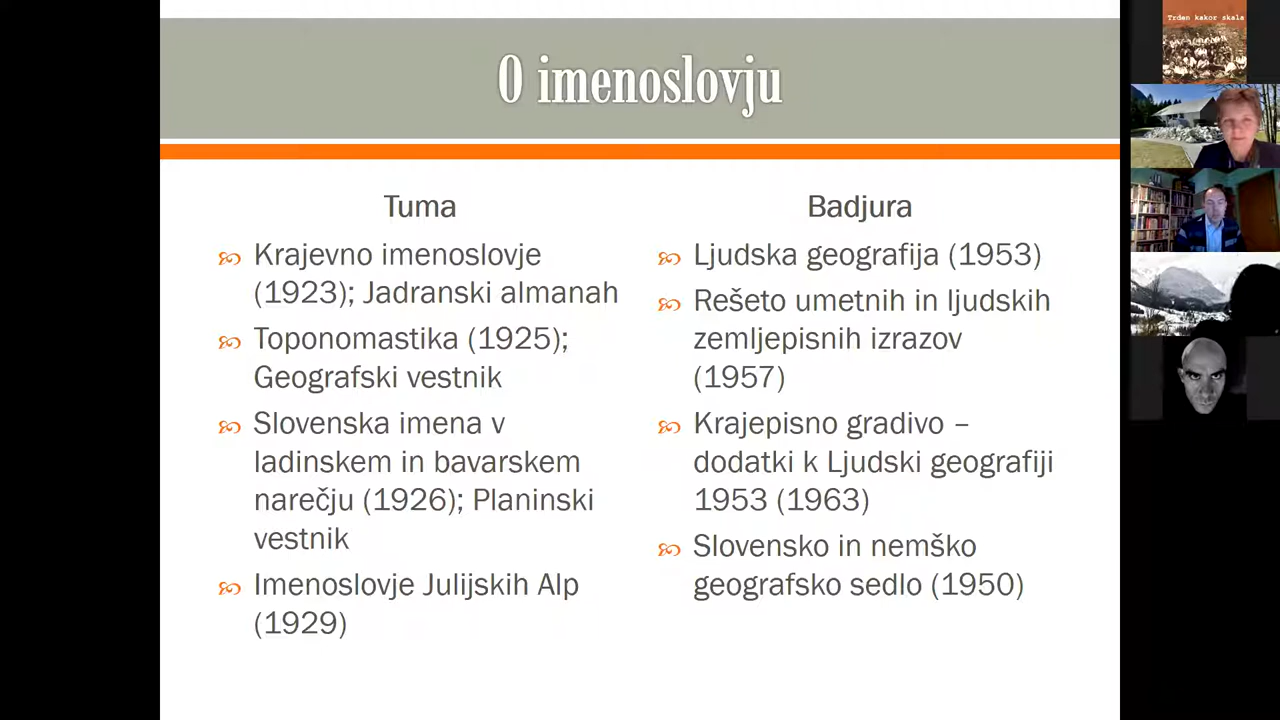 O imenoslovju
Tuma
Krajevno imenoslovje
(1923); Jadranski almanah
Toponomastika (1925);
Geografski vestnik
Slovenska imena v
ladinskem in bavarskem
narečju (1926); Planinski
vestnik
Imenoslovje Julijskih Alp
(1929)
Badjura
Ljudska geografija (1953)
Rešeto umetnih in ljudskih
zemljepisnih izrazov
(1957)
Krajepisno gradivo –
dodatki k Ljudski geografiji
1953 (1963)
Slovensko in nemško
geografsko sedlo (1950)
Trden kakor skala